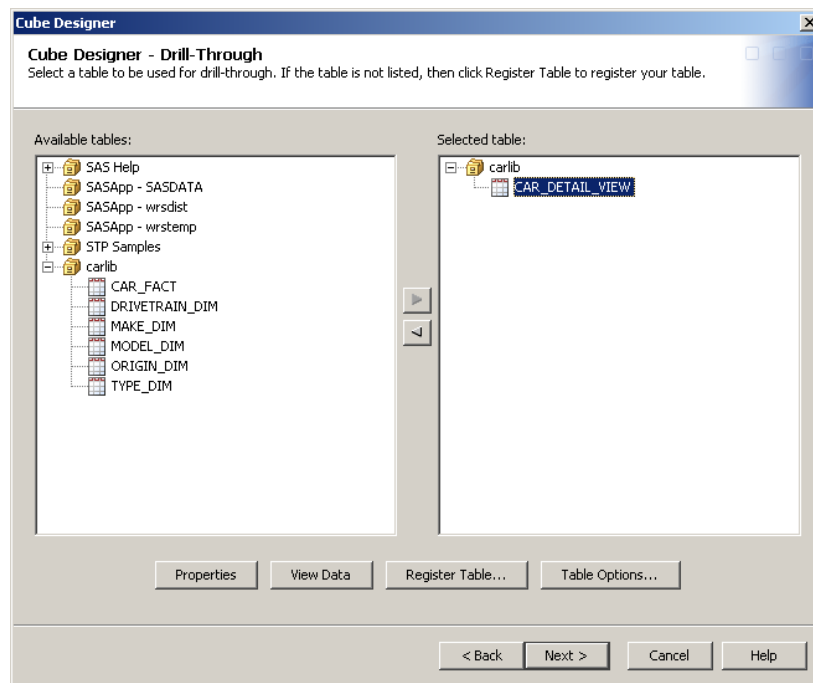 Cube Designer
Cube Designer - Drill-Through
Select a table to be used for drill-through. If the table is not listed, then click Register Table to register your table.
Available tables:
SAS Help
SASApp - SASDATA
SASApp - wrsdist
SASApp - wrstemp
STP Samples
carlib
CAR_FACT
DRIVETRAIN_DIM
MAKE_DIM
MODEL_DIM
ORIGIN_DIM
TYPE_DIM
Selected table:
carlib
CAR_DETAIL_VIEW
Properties
View Data
Register Table...
Table Options...
< Back
Next >
Cancel
Help